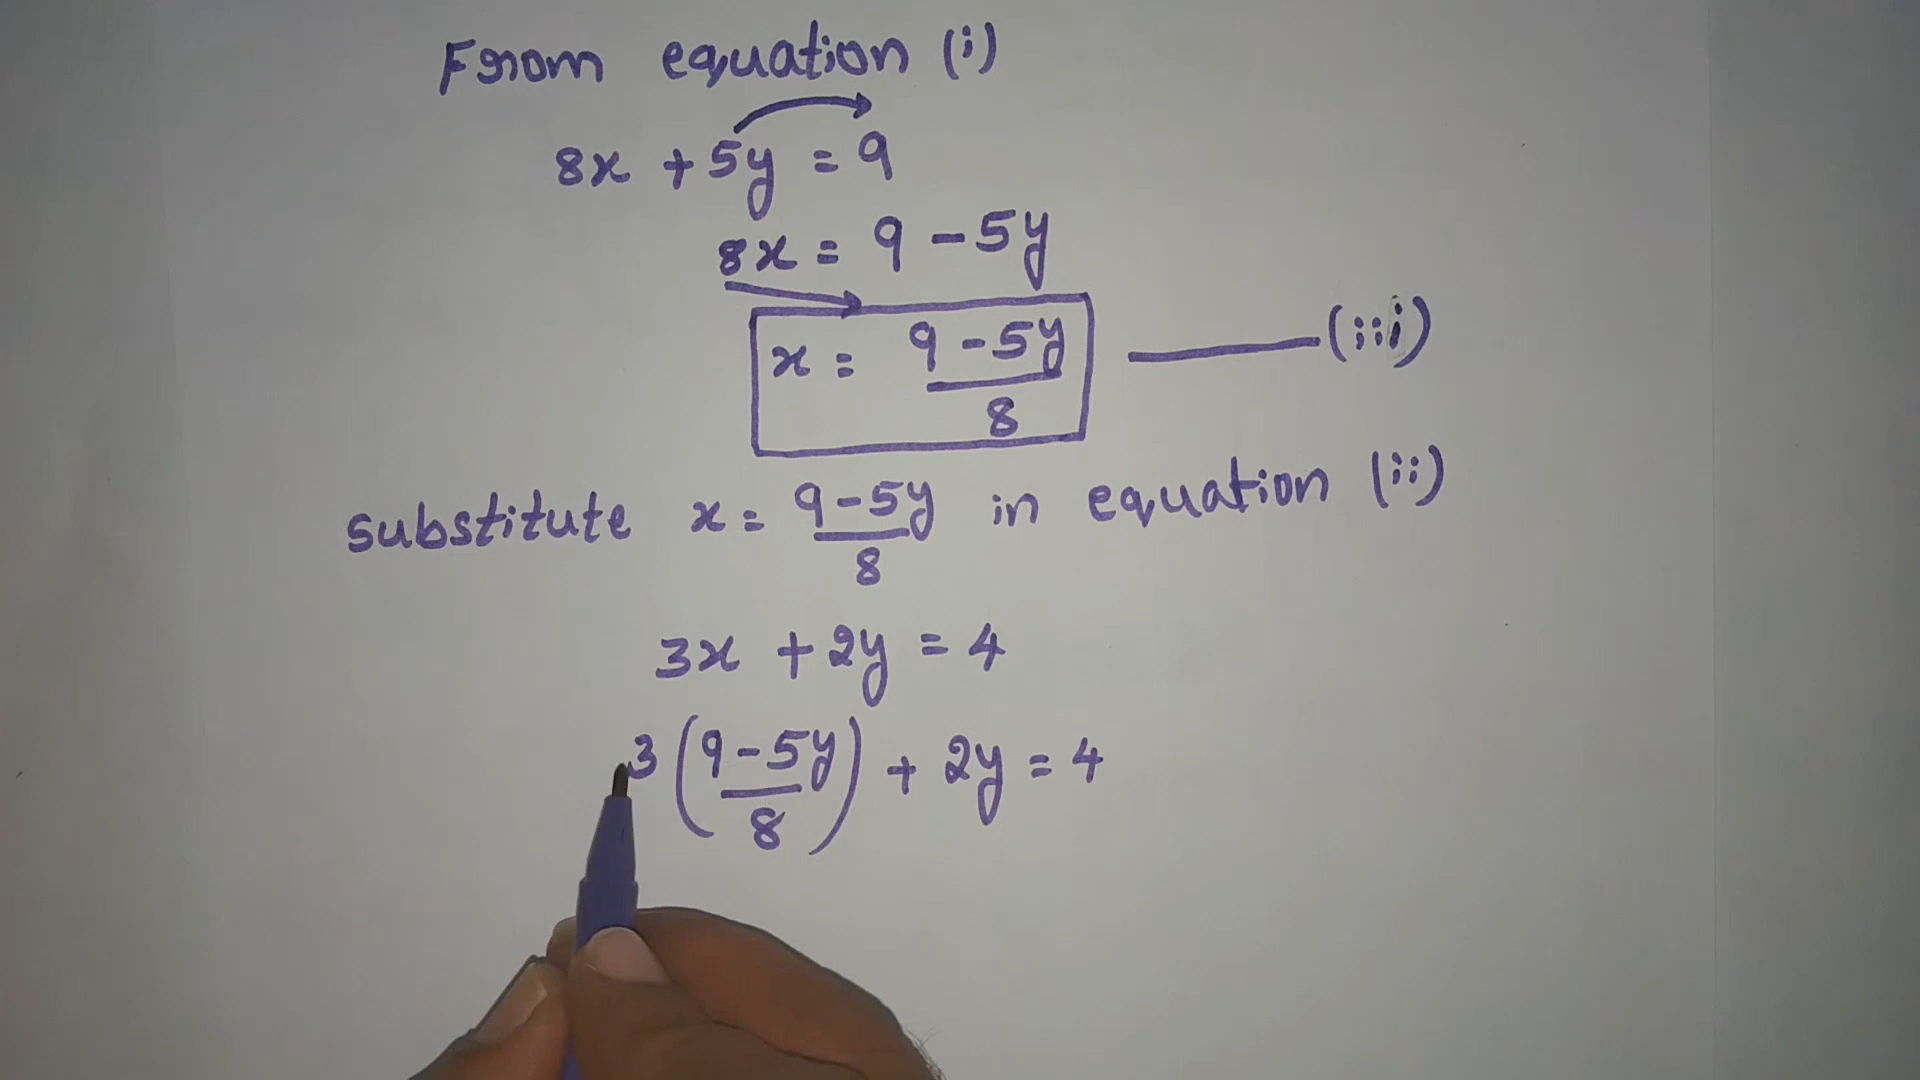 From equation (i)
8x + 5y = 9
8x = 9 - 5y
x = (9 - 5y)/8 ——— (iii)
substitute x = (9 - 5y)/8 in equation (ii)
3x + 2y = 4
3((9 - 5y)/8) + 2y = 4